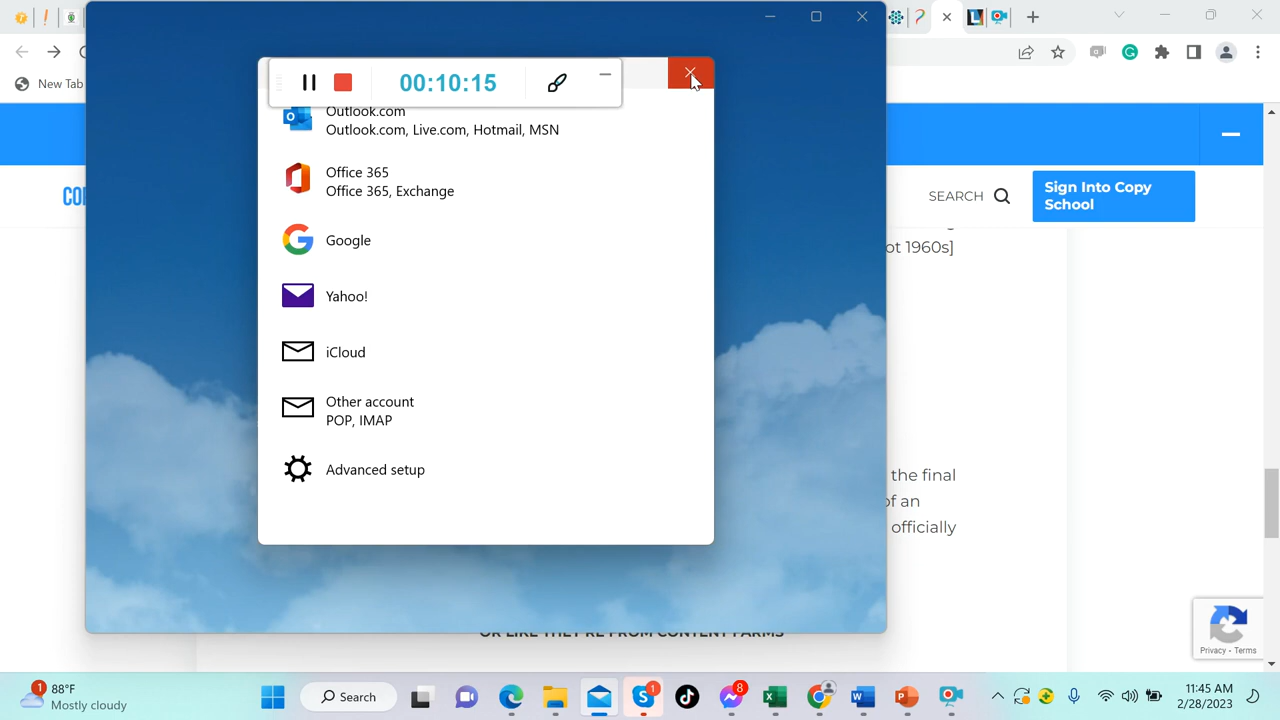 New Tab
00:10:15
Outlook.com
Outlook.com, Live.com, Hotmail, MSN
Office 365
Office 365, Exchange
Google
Yahoo!
iCloud
Other account
POP, IMAP
Advanced setup
SEARCH
Sign Into Copy
School
ot 1960s]
the final
of an
officially
OR LIKE THEY'RE FROM CONTENT FARMS
Privacy - Terms
1
88°F
Mostly cloudy
Search
1
8
11:45 AM
2/28/2023